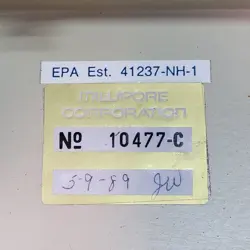 EPA Est. 41237-NH-1
MILLIPORE
CORPORATION
№ 10477-C
5-9-89 JW